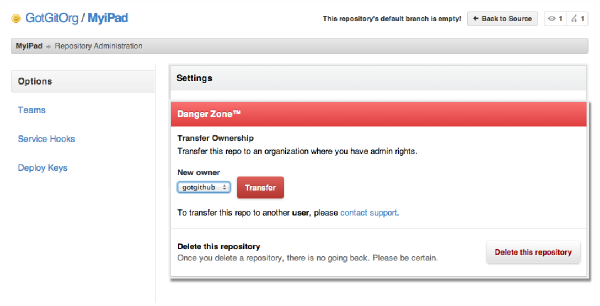 GotGitOrg / MyiPad
This repository's default branch is empty!
Back to Source
1
1
MyiPad
Repository Administration
Options
Teams
Service Hooks
Deploy Keys
Settings
Danger Zone™
Transfer Ownership
Transfer this repo to an organization where you have admin rights.
New owner
gotgithub
Transfer
To transfer this repo to another user, please contact support.
Delete this repository
Once you delete a repository, there is no going back. Please be certain.
Delete this repository